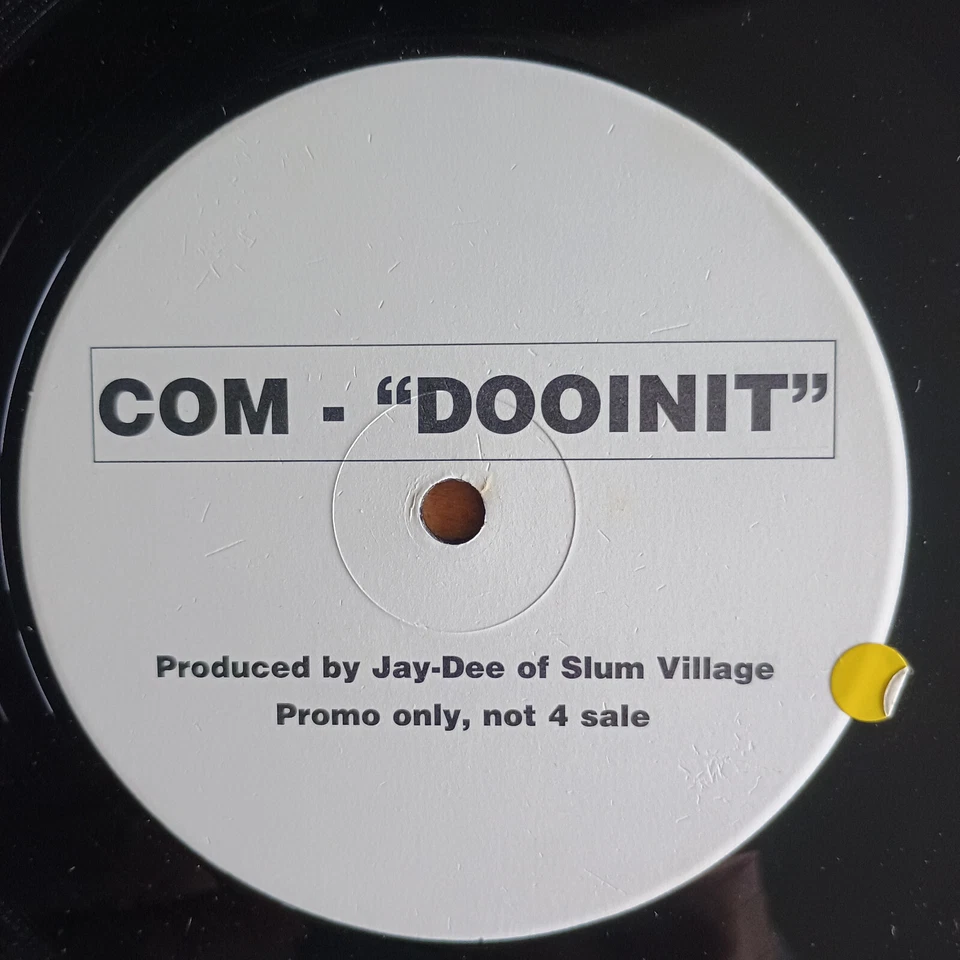 COM - “DOOINIT”
Produced by Jay-Dee of Slum Village
Promo only, not 4 sale